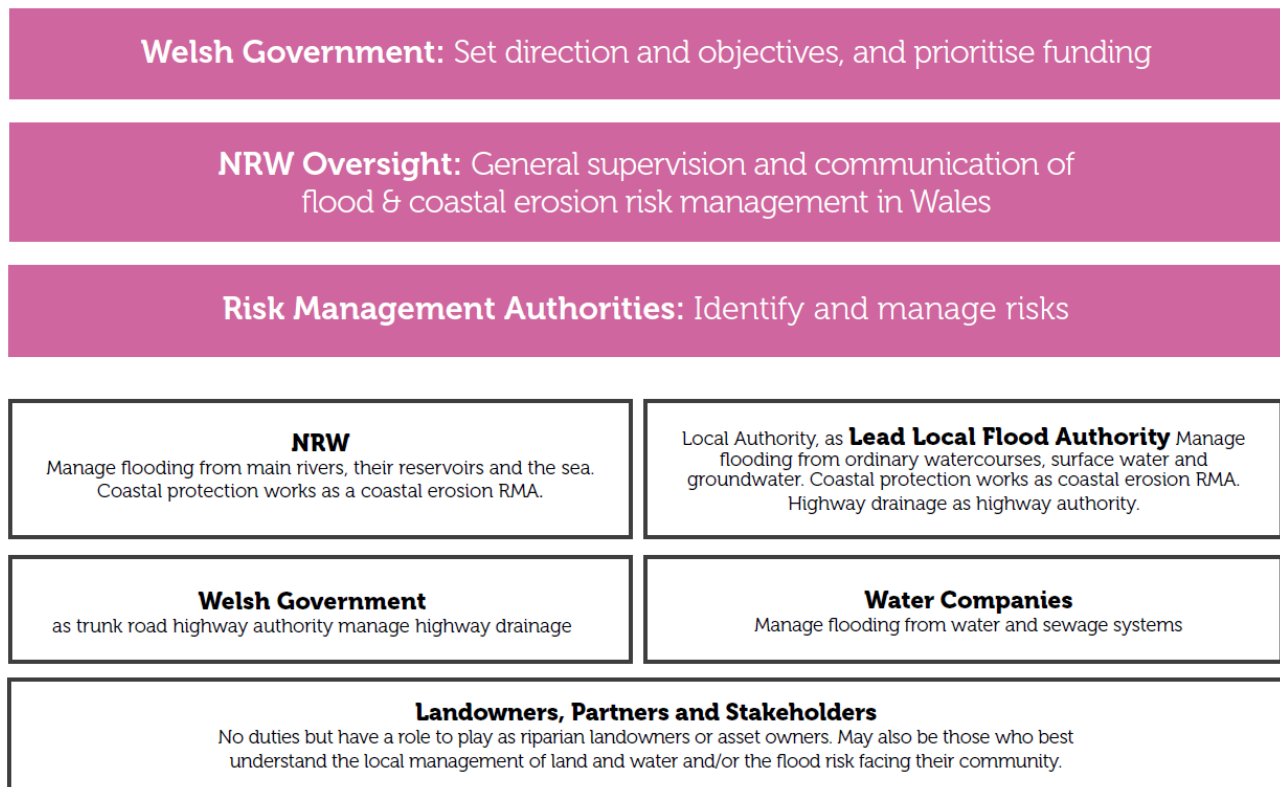 Welsh Government: Set direction and objectives, and prioritise funding
NRW Oversight: General supervision and communication of
flood & coastal erosion risk management in Wales
Risk Management Authorities: Identify and manage risks
NRW
Manage flooding from main rivers, their reservoirs and the sea.
Coastal protection works as a coastal erosion RMA.
Local Authority, as Lead Local Flood Authority Manage
flooding from ordinary watercourses, surface water and
groundwater. Coastal protection works as coastal erosion RMA.
Highway drainage as highway authority.
Welsh Government
as trunk road highway authority manage highway drainage
Water Companies
Manage flooding from water and sewage systems
Landowners, Partners and Stakeholders
No duties but have a role to play as riparian landowners or asset owners. May also be those who best
understand the local management of land and water and/or the flood risk facing their community.